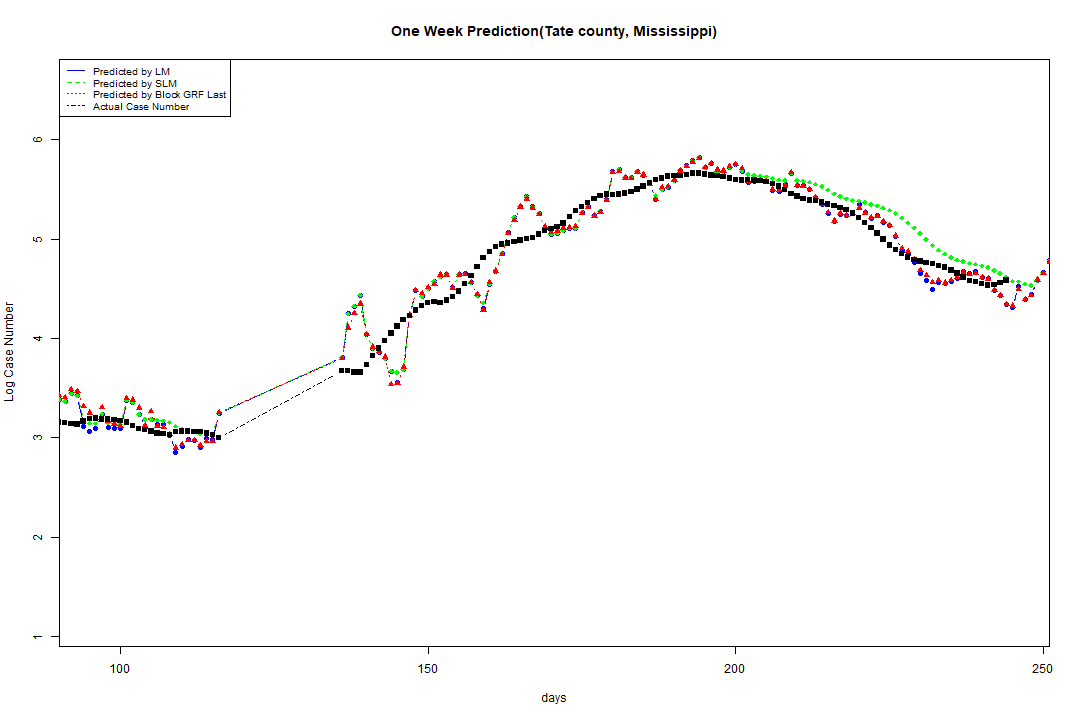 One Week Prediction(Tate county, Mississippi)
Predicted by LM
Predicted by SLM
Predicted by Block GRF Last
Actual Case Number
6
5
4
3
2
1
Log Case Number
100 150 200 250
days